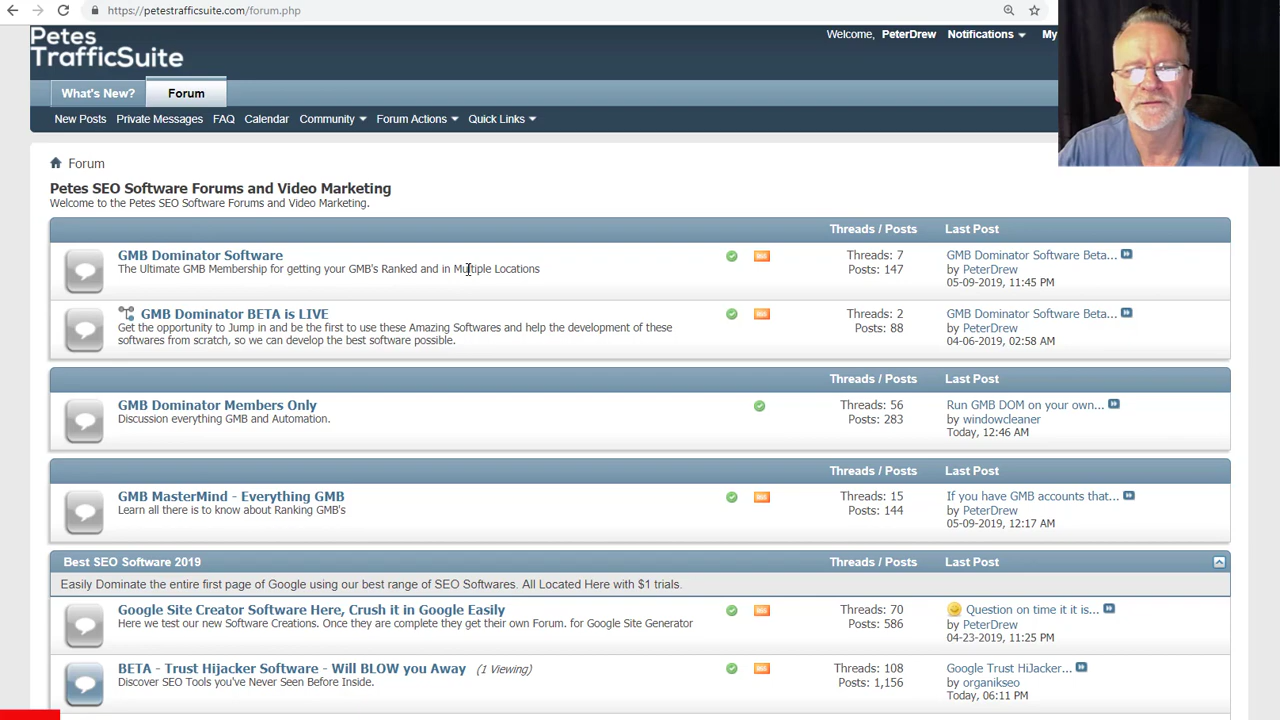 https://petestrafficsuite.com/forum.php
Petes
TrafficSuite
Welcome, PeterDrew Notifications My
What's New? Forum
New Posts Private Messages FAQ Calendar Community Forum Actions Quick Links
Forum
Petes SEO Software Forums and Video Marketing
Welcome to the Petes SEO Software Forums and Video Marketing.
Threads / Posts Last Post
GMB Dominator Software
The Ultimate GMB Membership for getting your GMB's Ranked and in Multiple Locations
Threads: 7
Posts: 147
GMB Dominator Software Beta...
by PeterDrew
05-09-2019, 11:45 PM
GMB Dominator BETA is LIVE
Get the opportunity to Jump in and be the first to use these Amazing Softwares and help the development of these
softwares from scratch, so we can develop the best software possible.
Threads: 2
Posts: 88
GMB Dominator Software Beta...
by PeterDrew
04-06-2019, 02:58 AM
Threads / Posts Last Post
GMB Dominator Members Only
Discussion everything GMB and Automation.
Threads: 56
Posts: 283
Run GMB DOM on your own...
by windowcleaner
Today, 12:46 AM
Threads / Posts Last Post
GMB MasterMind - Everything GMB
Learn all there is to know about Ranking GMB's
Threads: 15
Posts: 144
If you have GMB accounts that...
by PeterDrew
05-09-2019, 12:17 AM
Best SEO Software 2019 Threads / Posts Last Post
Easily Dominate the entire first page of Google using our best range of SEO Softwares. All Located Here with $1 trials.
Google Site Creator Software Here, Crush it in Google Easily
Here we test our new Software Creations. Once they are complete they get their own Forum. for Google Site Generator
Threads: 70
Posts: 586
Question on time it it is...
by PeterDrew
04-23-2019, 11:25 PM
BETA - Trust Hijacker Software - Will BLOW you Away (1 Viewing)
Discover SEO Tools you've Never Seen Before Inside.
Threads: 108
Posts: 1,156
Google Trust HiJacker...
by organikseo
Today, 06:11 PM